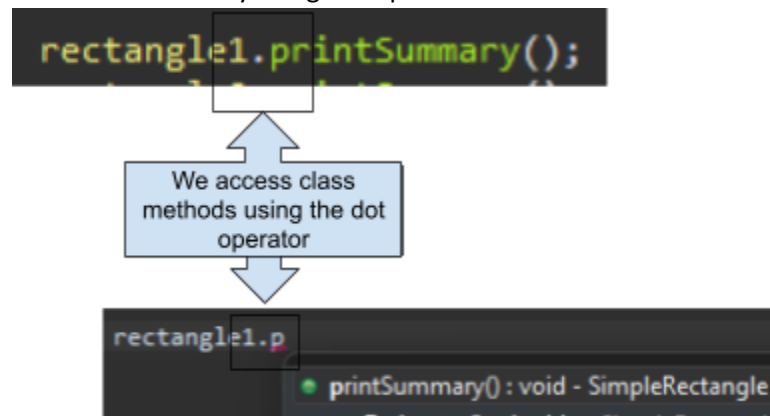 rectangle1.printSummary();
We access class
methods using the dot
operator
rectangle1.p
printSummary() : void - SimpleRectangle